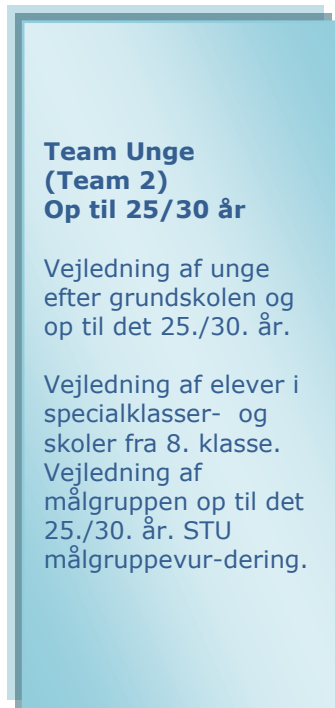 Team Unge
(Team 2)
Op til 25/30 år
Vejledning af unge
efter grundskolen og
op til det 25./30. år.
Vejledning af elever i
specialklasser- og
skoler fra 8. klasse.
Vejledning af
målgruppen op til det
25./30. år. STU
målgruppevur-dering.